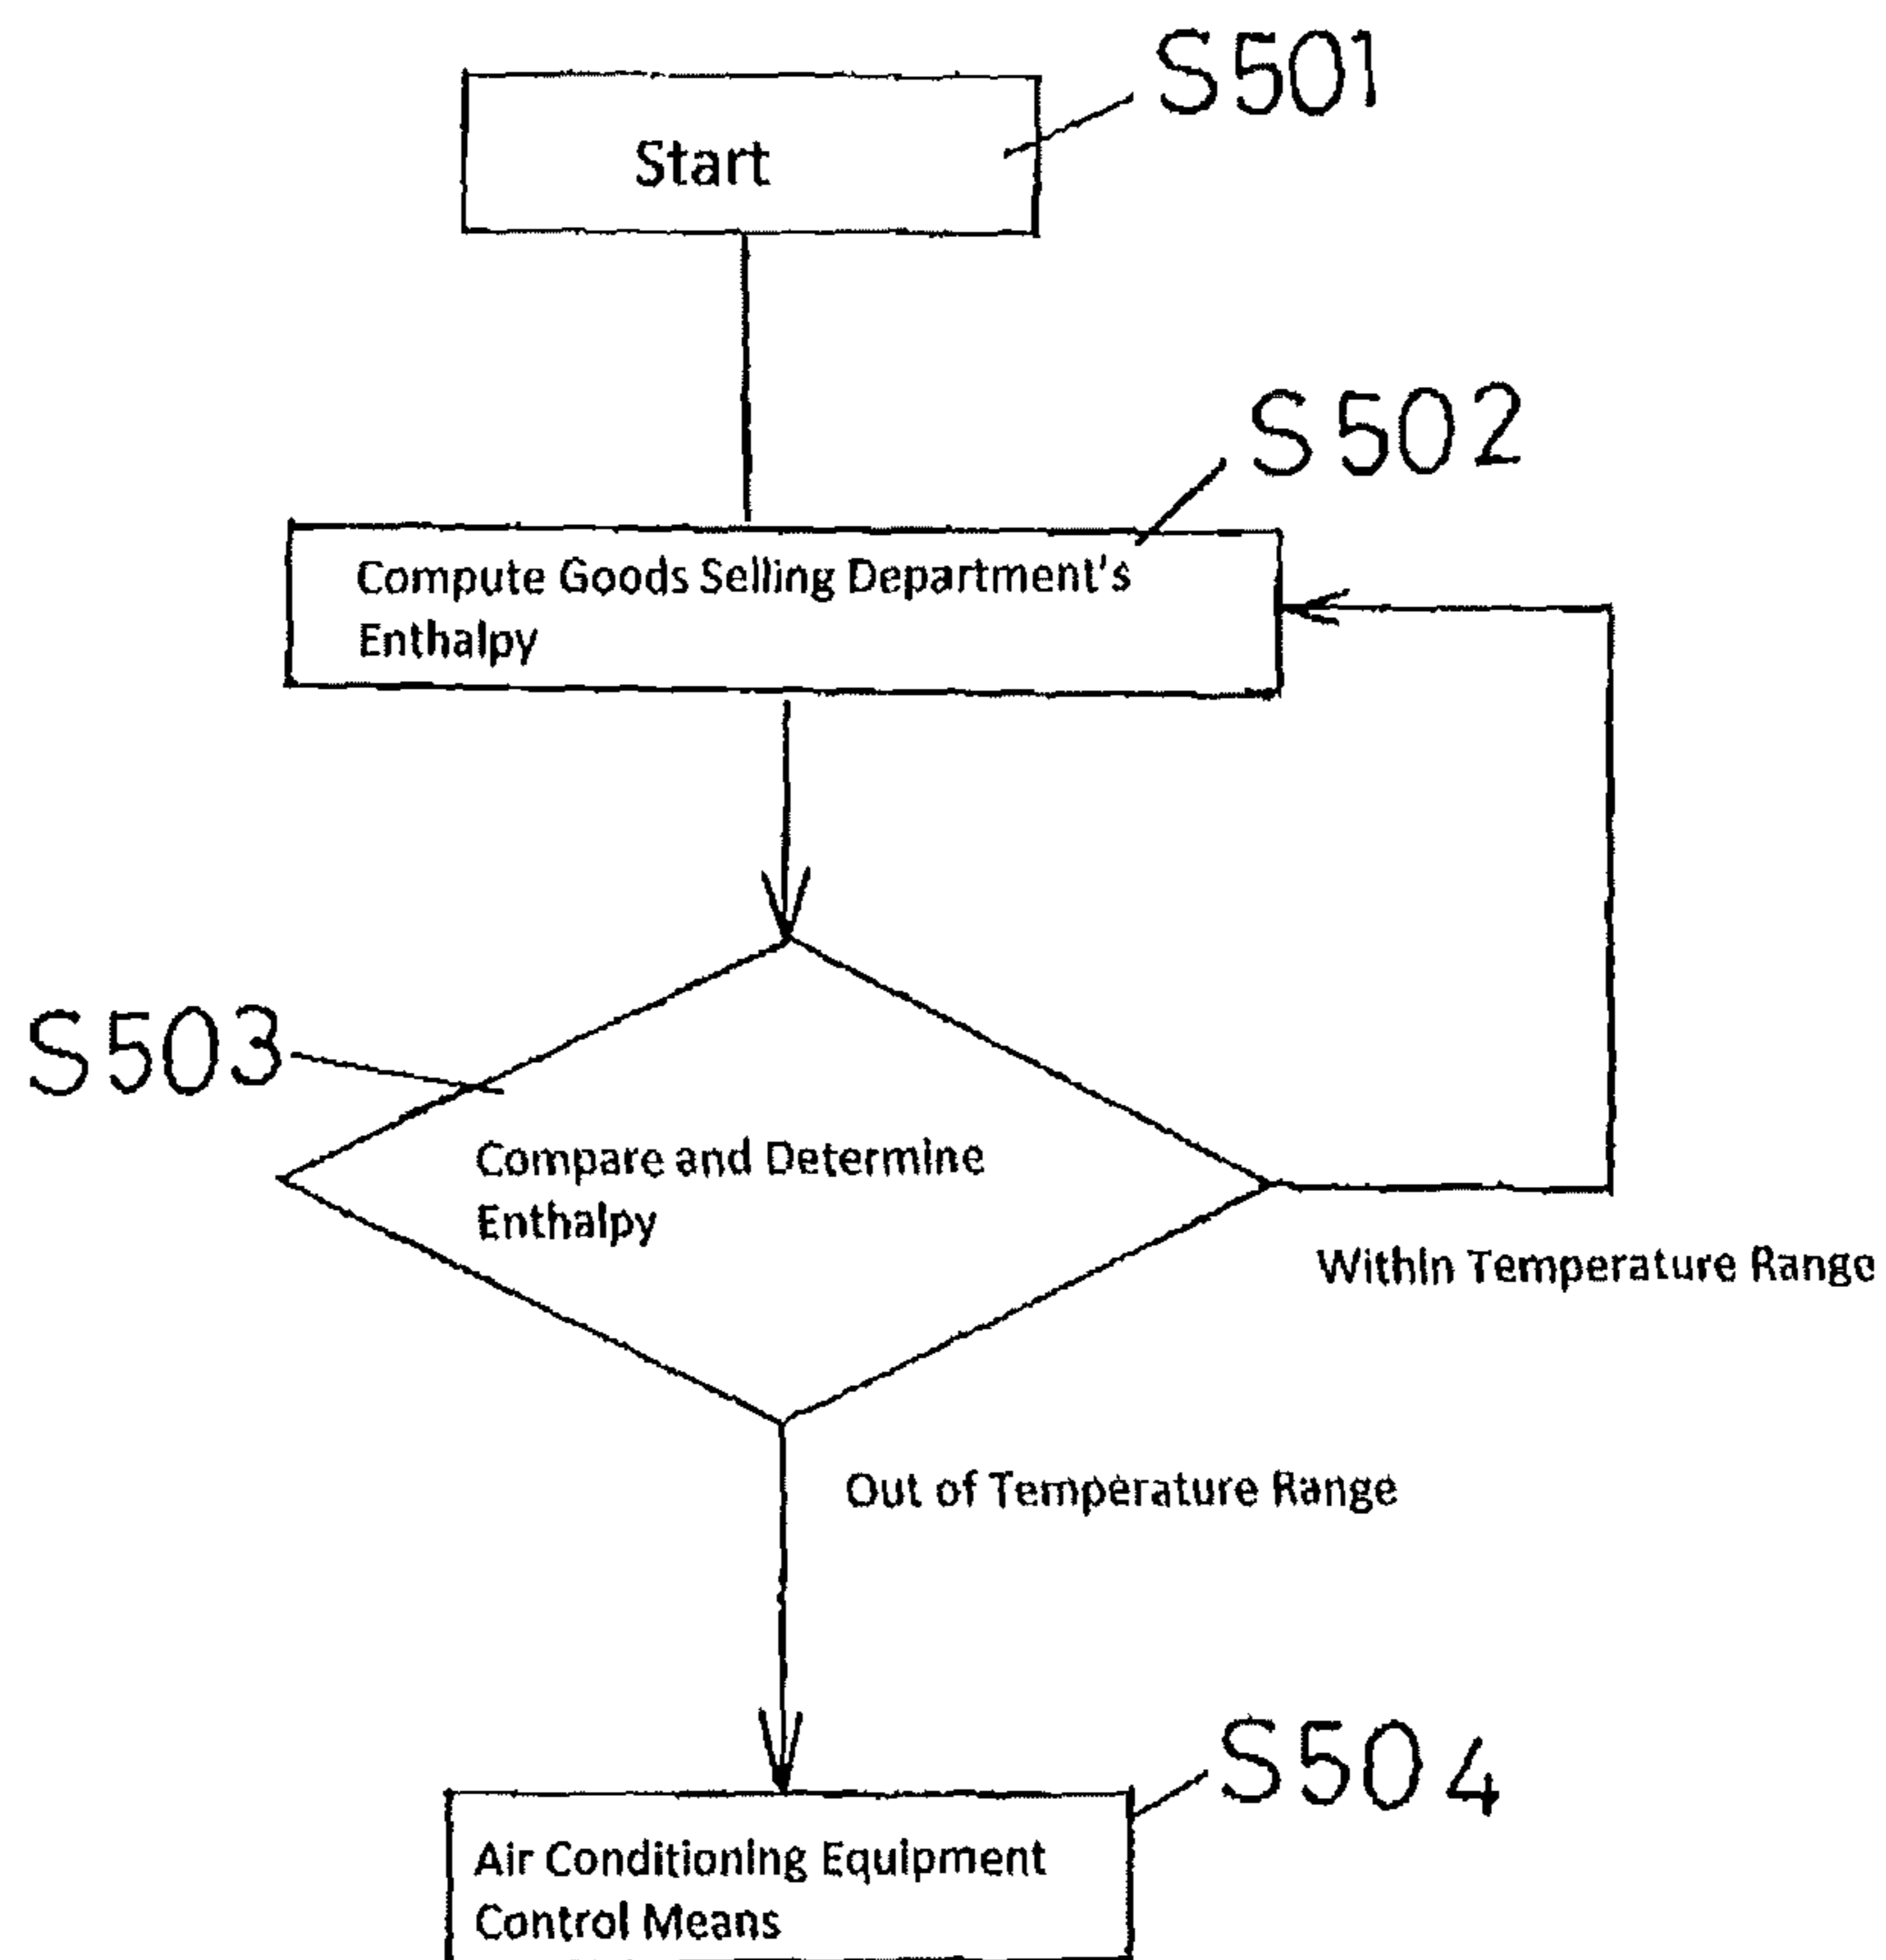 S501
Start
S502
Compute Goods Selling Department's
Enthalpy
S503
Compare and Determine
Enthalpy
Within Temperature Range
Out of Temperature Range
S504
Air Conditioning Equipment
Control Means